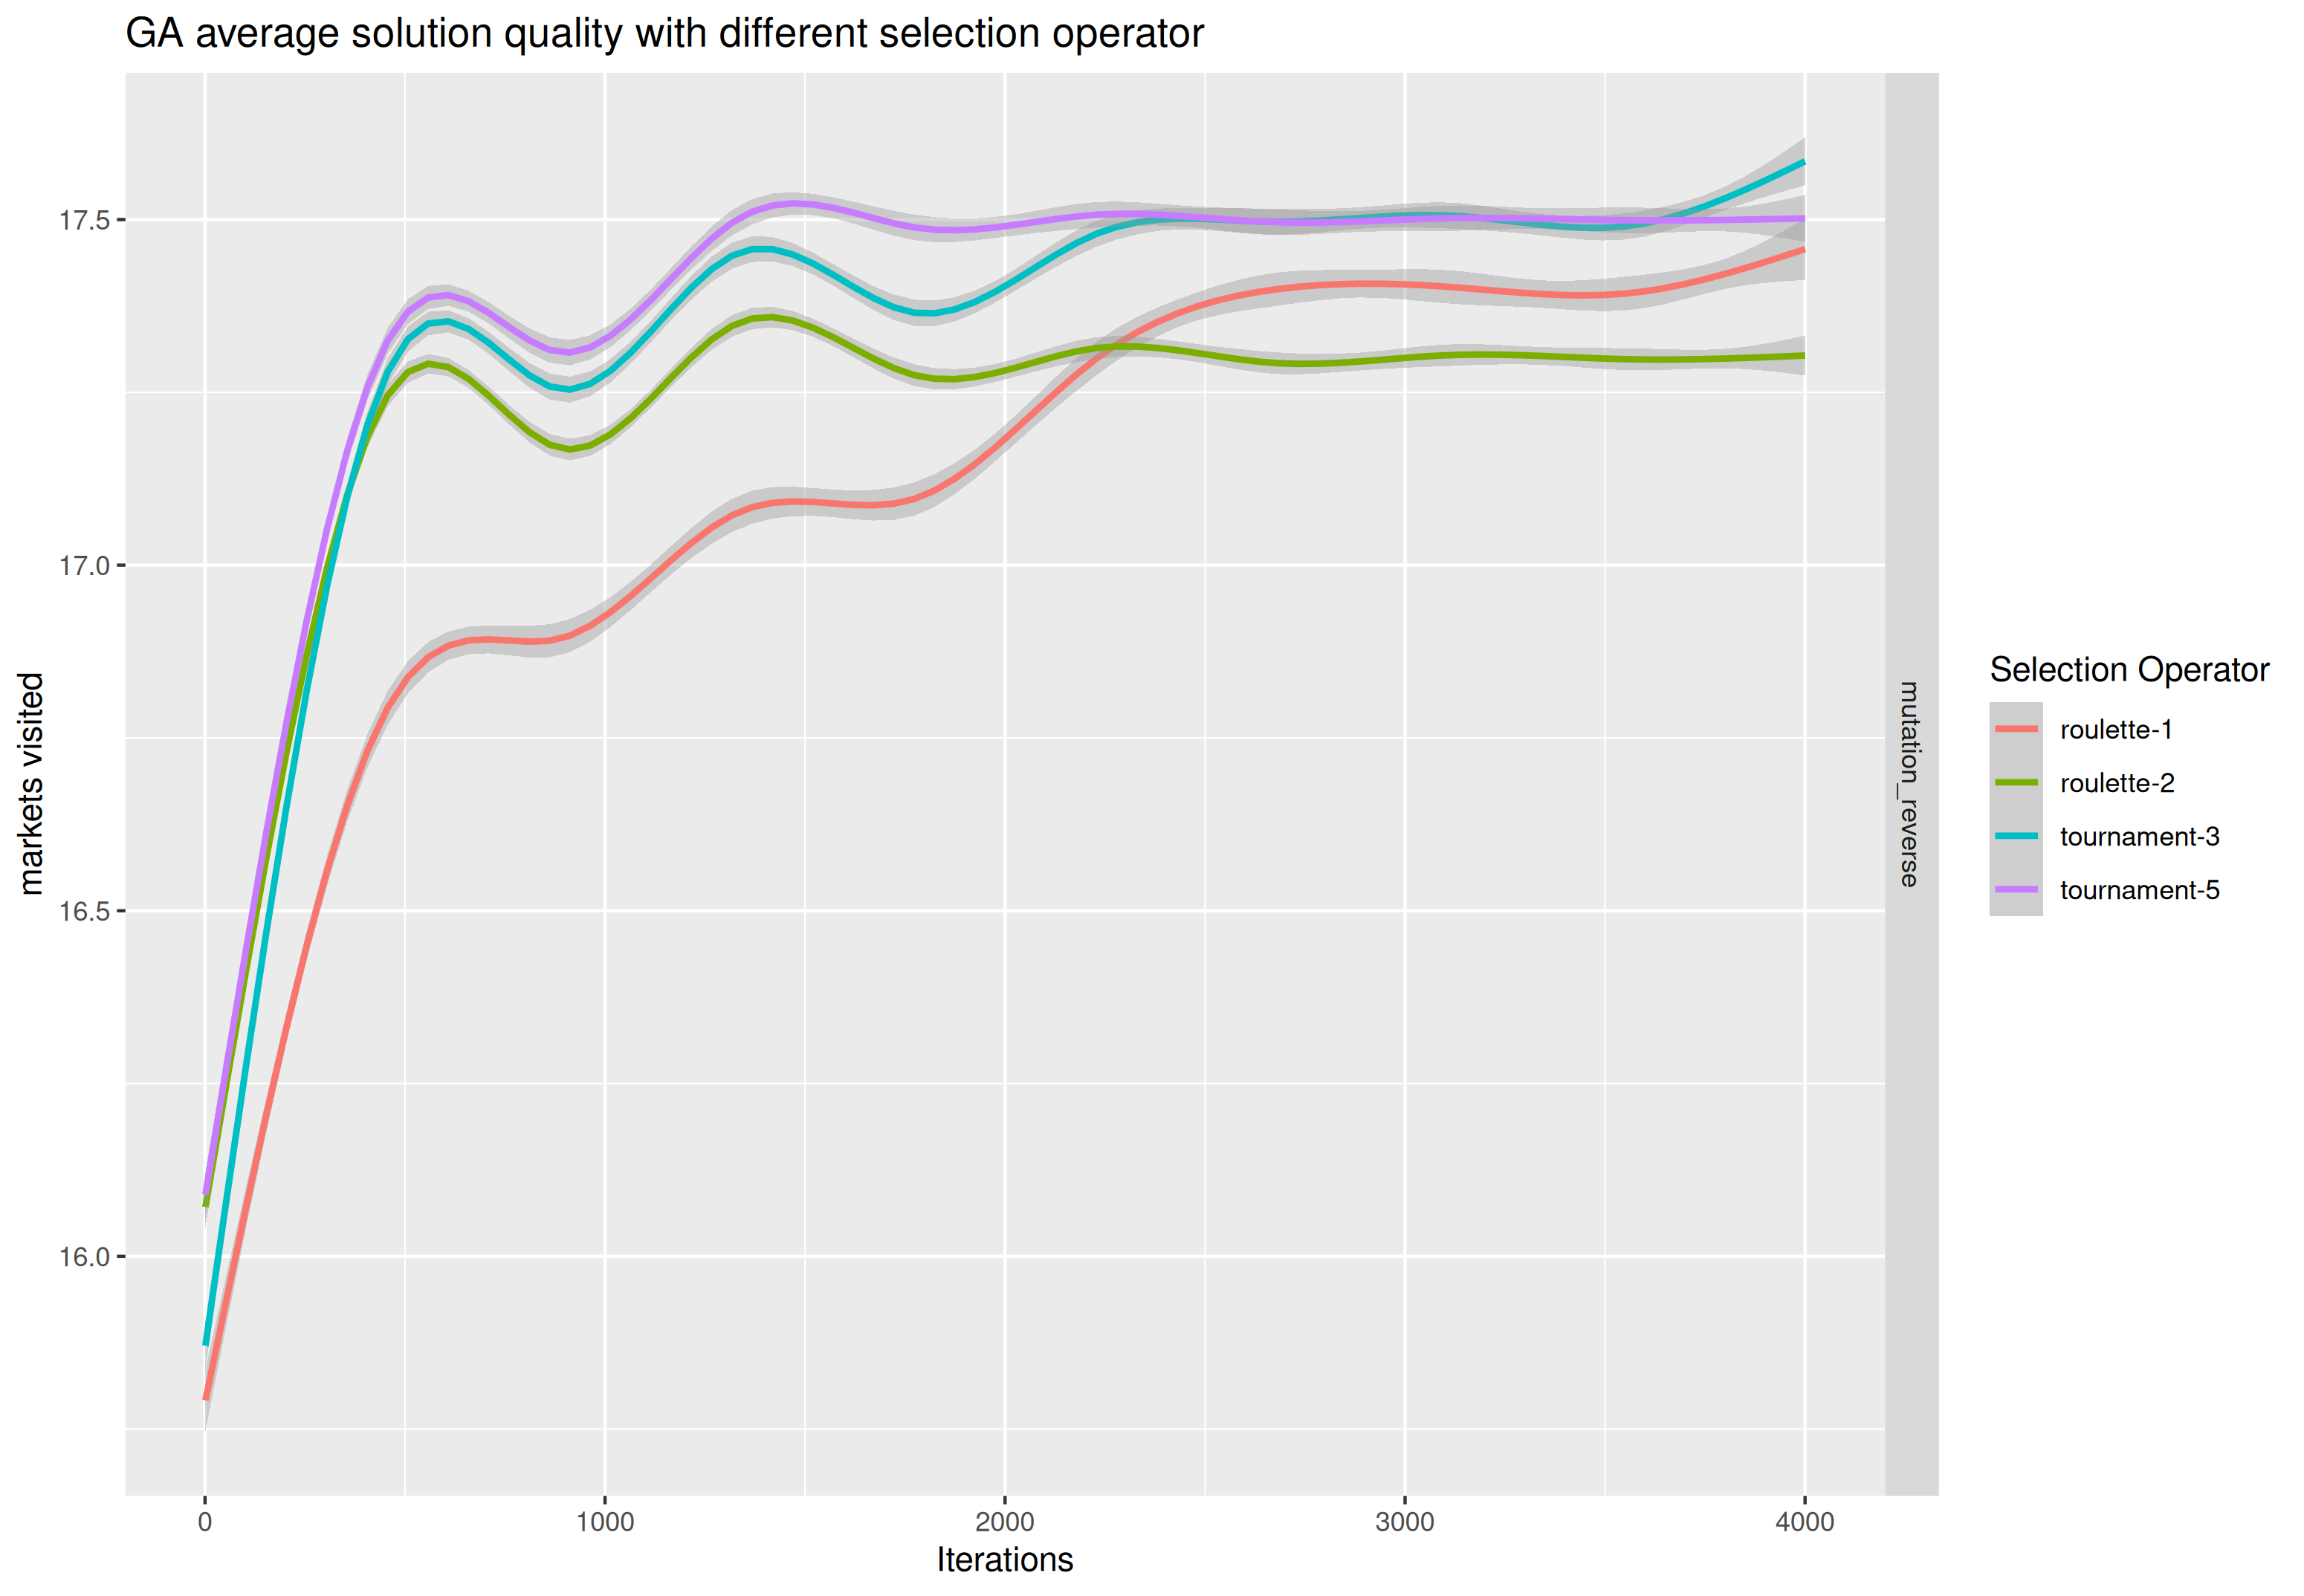 GA average solution quality with different selection operator
markets visited
17.5
17.0
16.5
16.0
0
1000
2000
3000
4000
Iterations
mutation_reverse
Selection Operator
roulette-1
roulette-2
tournament-3
tournament-5